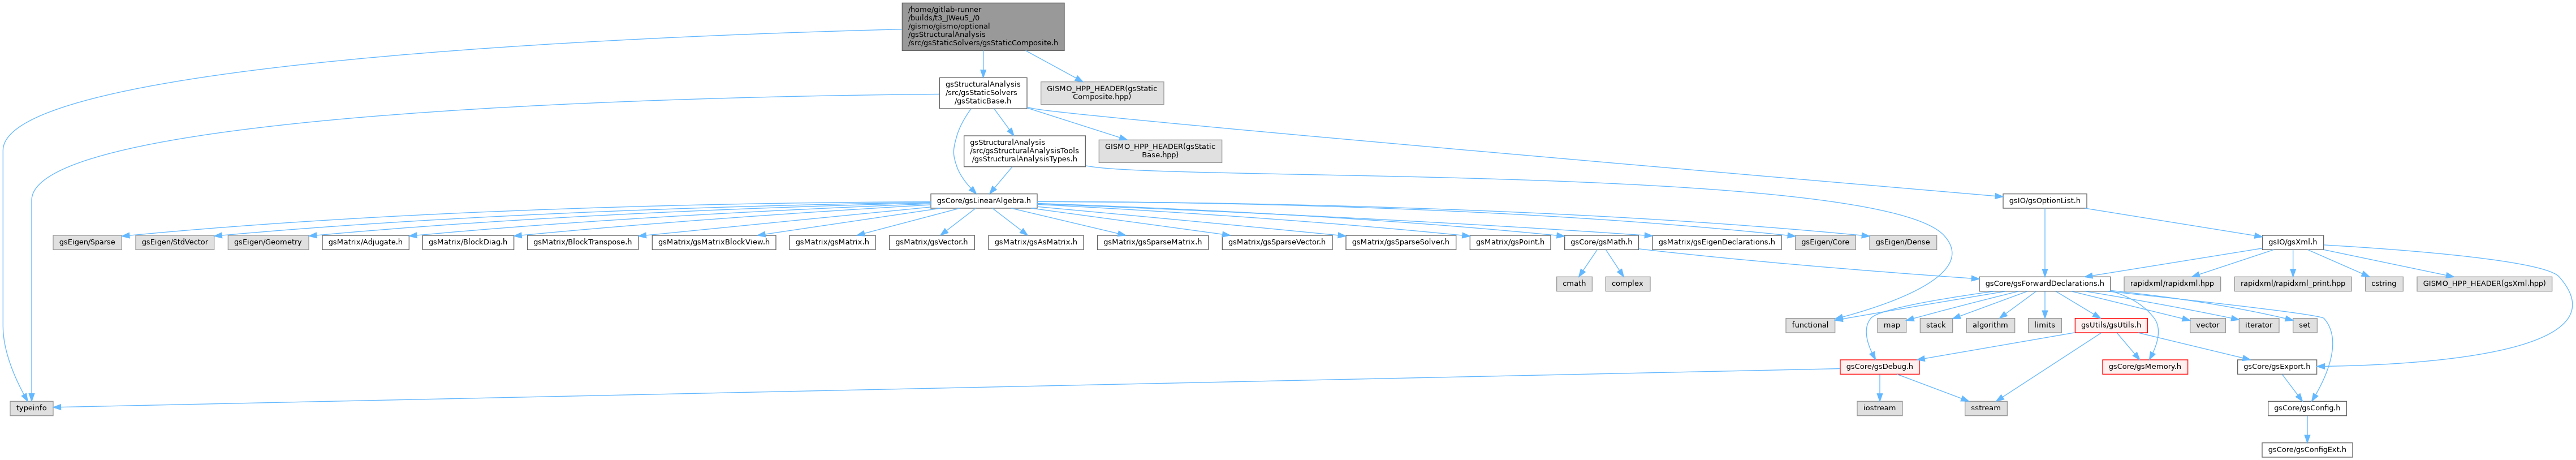 /home/gitlab-runner
/builds/t3_JWeu5_/0
/gismo/gismo/optional
/gsStructuralAnalysis
/src/gsStaticSolvers/gsStaticComposite.h
gsStructuralAnalysis
/src/gsStaticSolvers
/gsStaticBase.h
GISMO_HPP_HEADER(gsStatic
Composite.hpp)
gsStructuralAnalysis
/src/gsStructuralAnalysisTools
/gsStructuralAnalysisTypes.h
GISMO_HPP_HEADER(gsStatic
Base.hpp)
gsCore/gsLinearAlgebra.h
gsIO/gsOptionList.h
gsEigen/Sparse
gsEigen/StdVector
gsEigen/Geometry
gsMatrix/Adjugate.h
gsMatrix/BlockDiag.h
gsMatrix/BlockTranspose.h
gsMatrix/gsMatrixBlockView.h
gsMatrix/gsMatrix.h
gsMatrix/gsVector.h
gsMatrix/gsAsMatrix.h
gsMatrix/gsSparseMatrix.h
gsMatrix/gsSparseVector.h
gsMatrix/gsSparseSolver.h
gsMatrix/gsPoint.h
gsCore/gsMath.h
gsMatrix/gsEigenDeclarations.h
gsEigen/Core
gsEigen/Dense
gsIO/gsXml.h
cmath
complex
gsCore/gsForwardDeclarations.h
rapidxml/rapidxml.hpp
rapidxml/rapidxml_print.hpp
cstring
GISMO_HPP_HEADER(gsXml.hpp)
functional
map
stack
algorithm
limits
gsUtils/gsUtils.h
vector
iterator
set
gsCore/gsDebug.h
gsCore/gsMemory.h
gsCore/gsExport.h
typeinfo
iostream
sstream
gsCore/gsConfig.h
gsCore/gsConfigExt.h